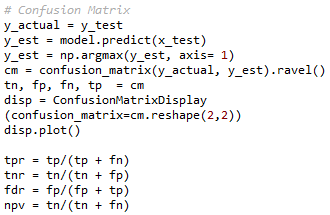 # Confusion Matrix
y_actual = y_test
y_est = model.predict(x_test)
y_est = np.argmax(y_est, axis= 1)
cm = confusion_matrix(y_actual, y_est).ravel()
tn, fp, fn, tp  = cm
disp = ConfusionMatrixDisplay
(confusion_matrix=cm.reshape(2,2))
disp.plot()

tpr = tp/(tp + fn)
tnr = tn/(tn + fp)
fdr = fp/(fp + tp)
npv = tn/(tn + fn)